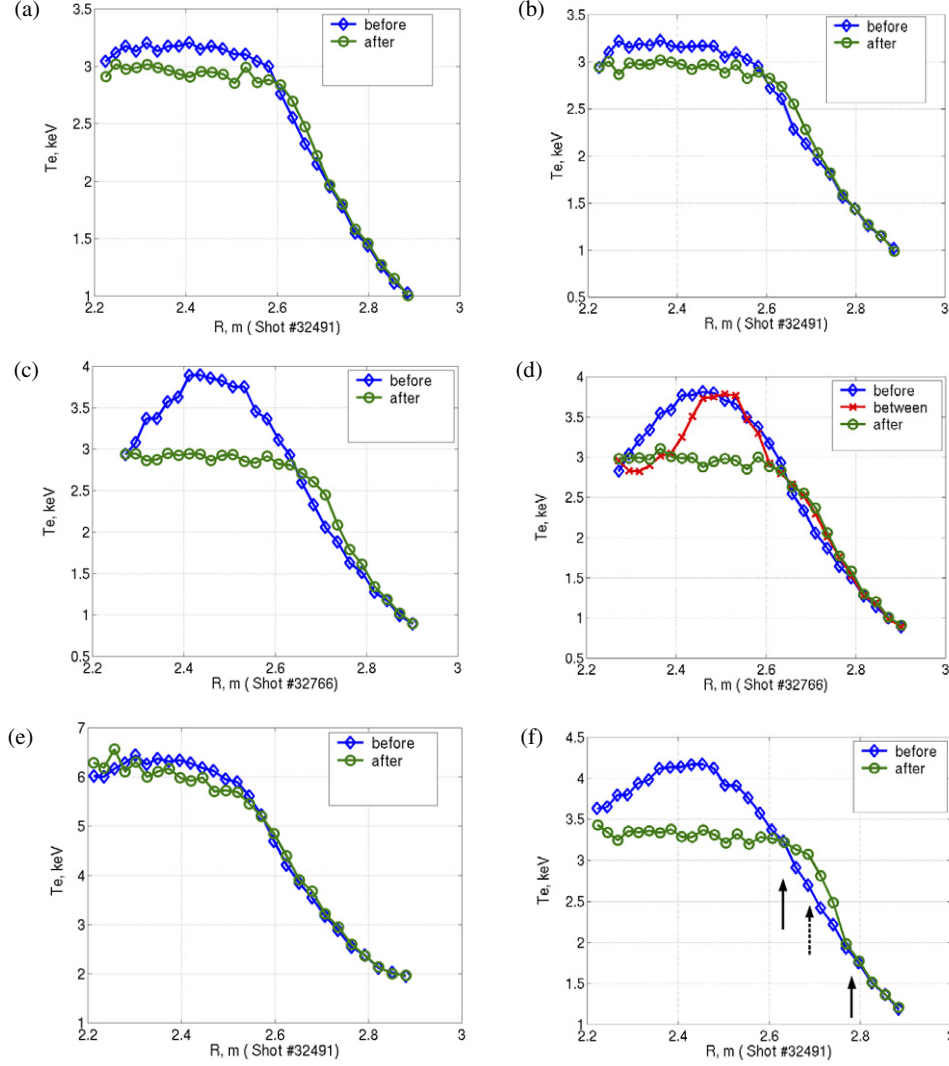 (a)
3.5
3
2.5
2
1.5
1
Te, keV
before
after
2.2 2.4 2.6 2.8 3
R, m ( Shot #32491)
(b)
3.5
3
2.5
2
1.5
1
0.5
Te, keV
before
after
2.2 2.4 2.6 2.8 3
R, m ( Shot #32491)
(c)
4
3.5
3
2.5
2
1.5
1
0.5
Te, keV
before
after
2.2 2.4 2.6 2.8 3
R, m ( Shot #32766)
(d)
4
3.5
3
2.5
2
1.5
1
0.5
Te, keV
before
between
after
2.2 2.4 2.6 2.8 3
R, m ( Shot #32766)
(e)
7
6
5
4
3
2
1
Te, keV
before
after
2.2 2.4 2.6 2.8 3
R, m ( Shot #32491)
(f)
4.5
4
3.5
3
2.5
2
1.5
1
Te, keV
before
after
2.2 2.4 2.6 2.8 3
R, m ( Shot #32491)